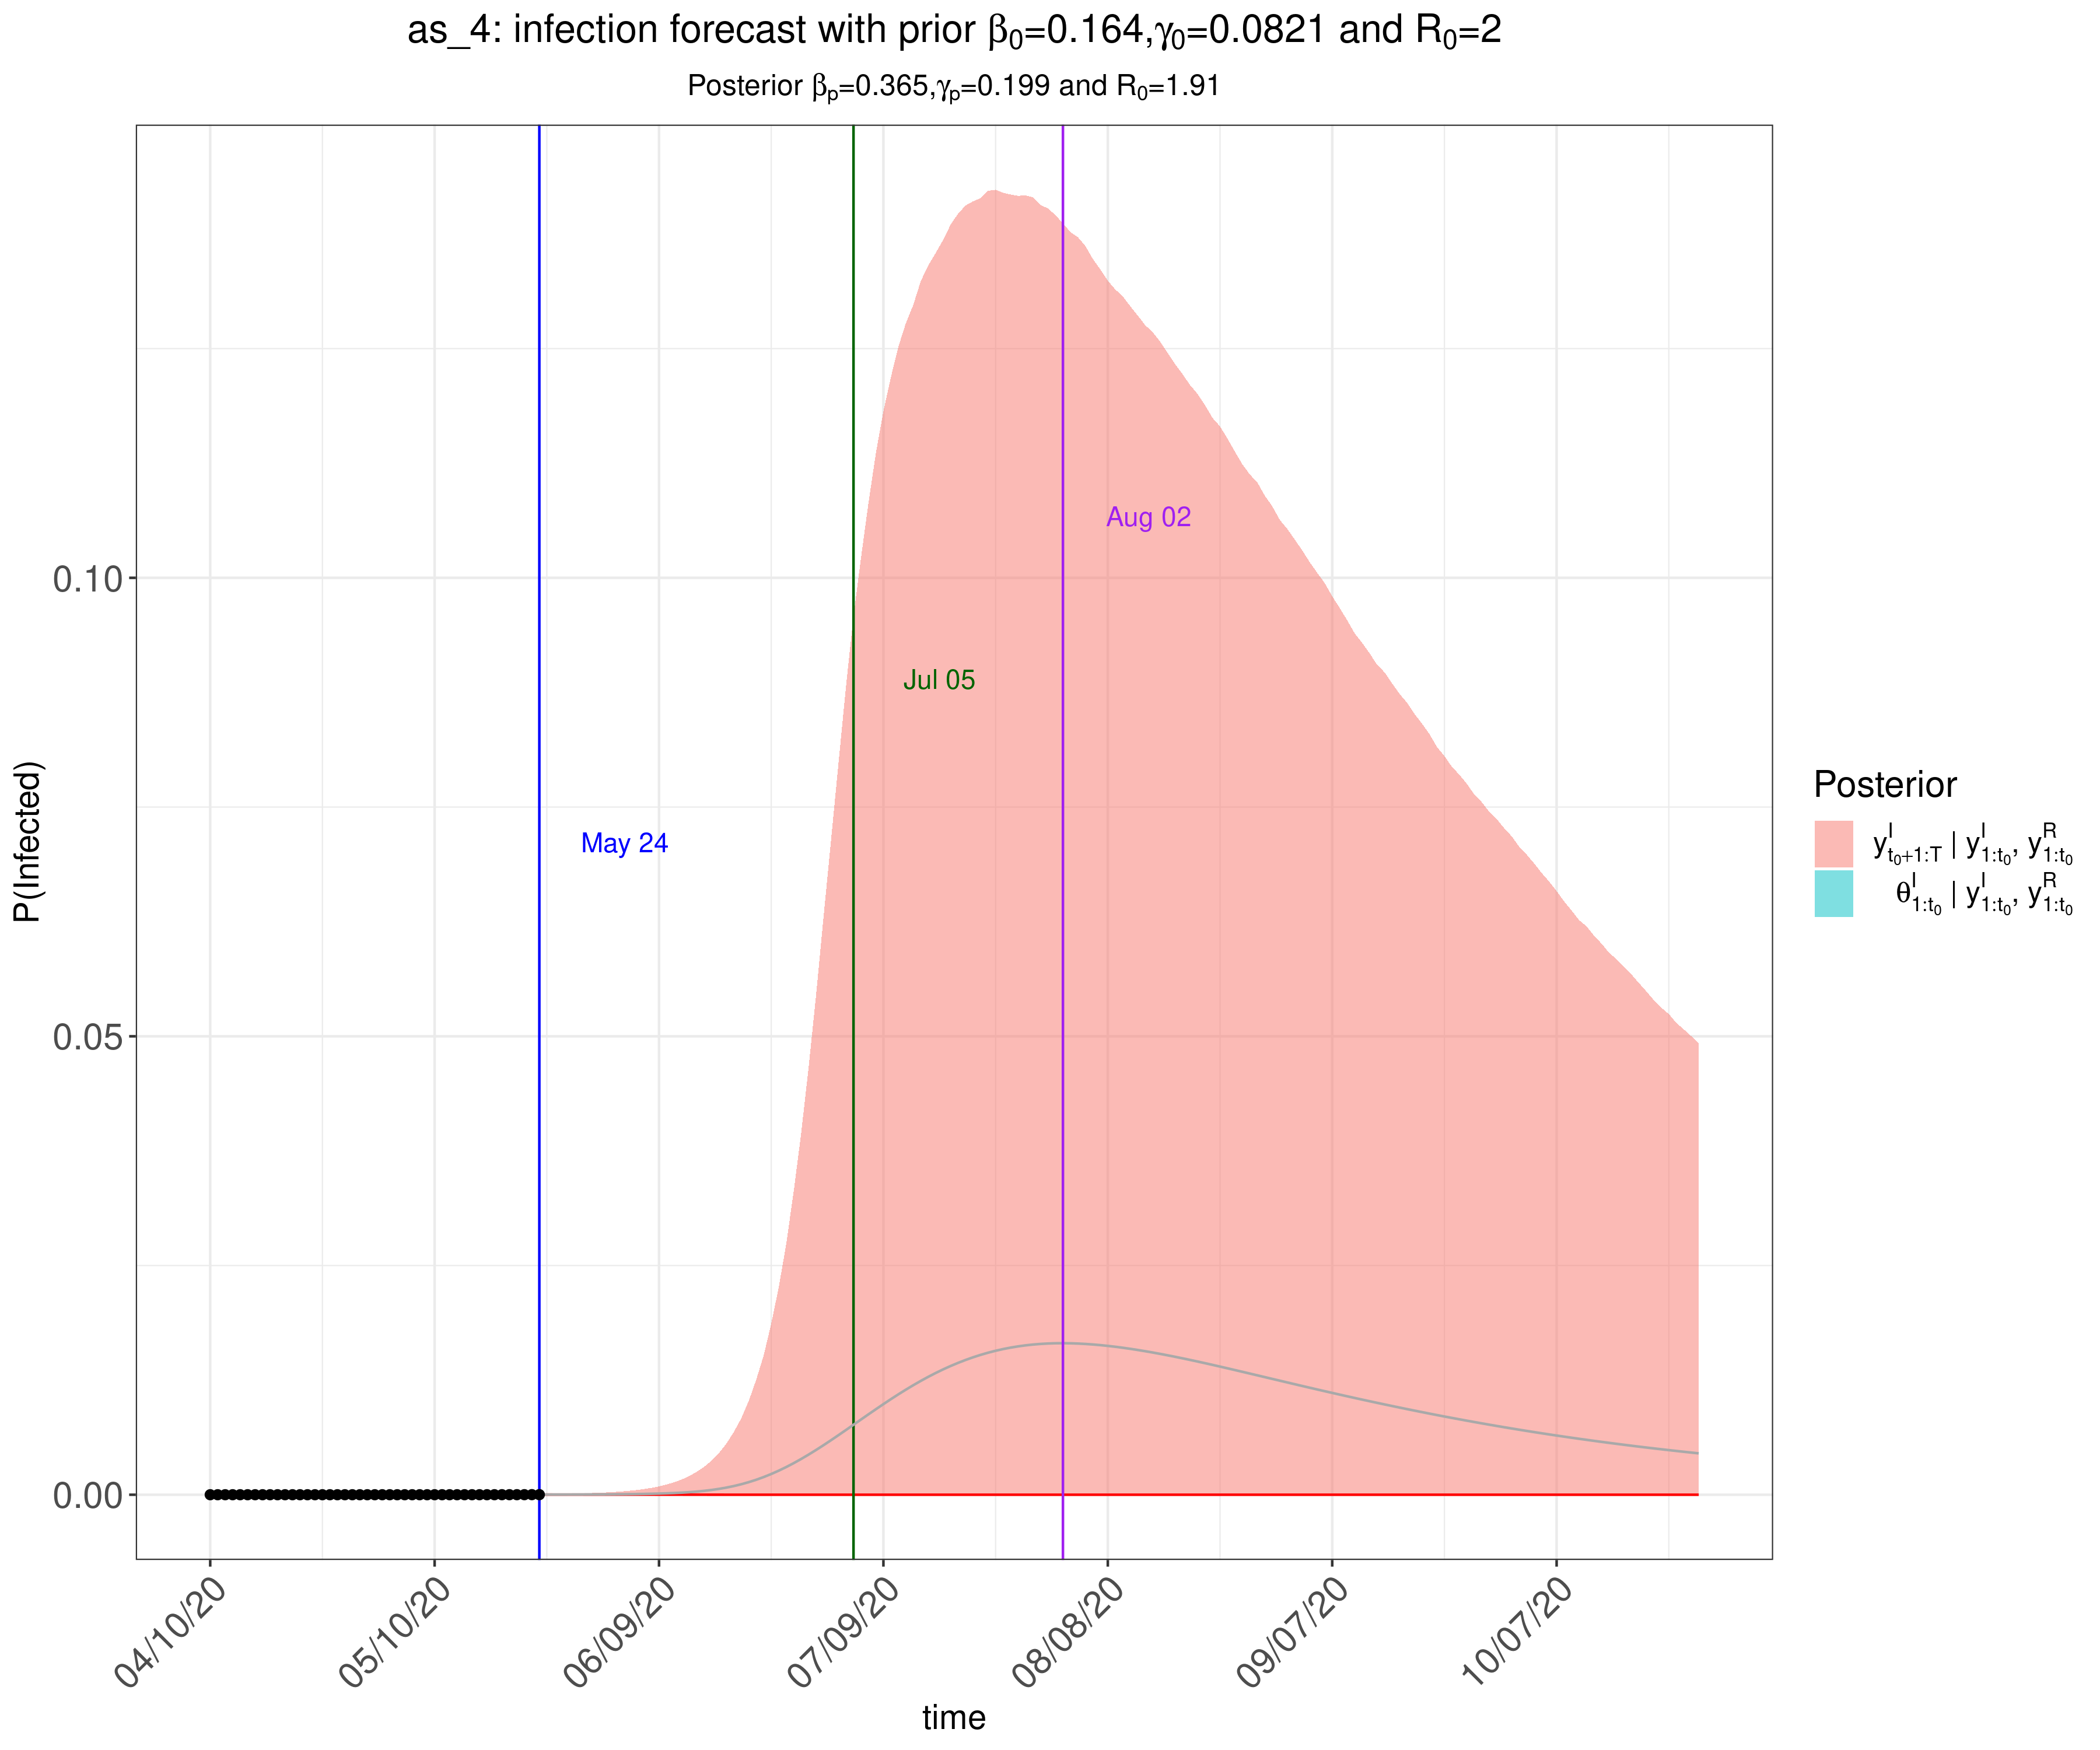 as_4: infection forecast with prior β₀=0.164,γ₀=0.0821 and R₀=2
Posterior βₚ=0.365,γₚ=0.199 and R₀=1.91
P(Infected)
0.10
0.05
0.00
Aug 02
Jul 05
May 24
04/10/20
05/10/20
06/09/20
07/09/20
08/08/20
09/07/20
10/07/20
time
Posterior
y^I_{t₀+1:T} | y^I_{1:t₀}, y^R_{1:t₀}
θ^I_{1:t₀} | y^I_{1:t₀}, y^R_{1:t₀}